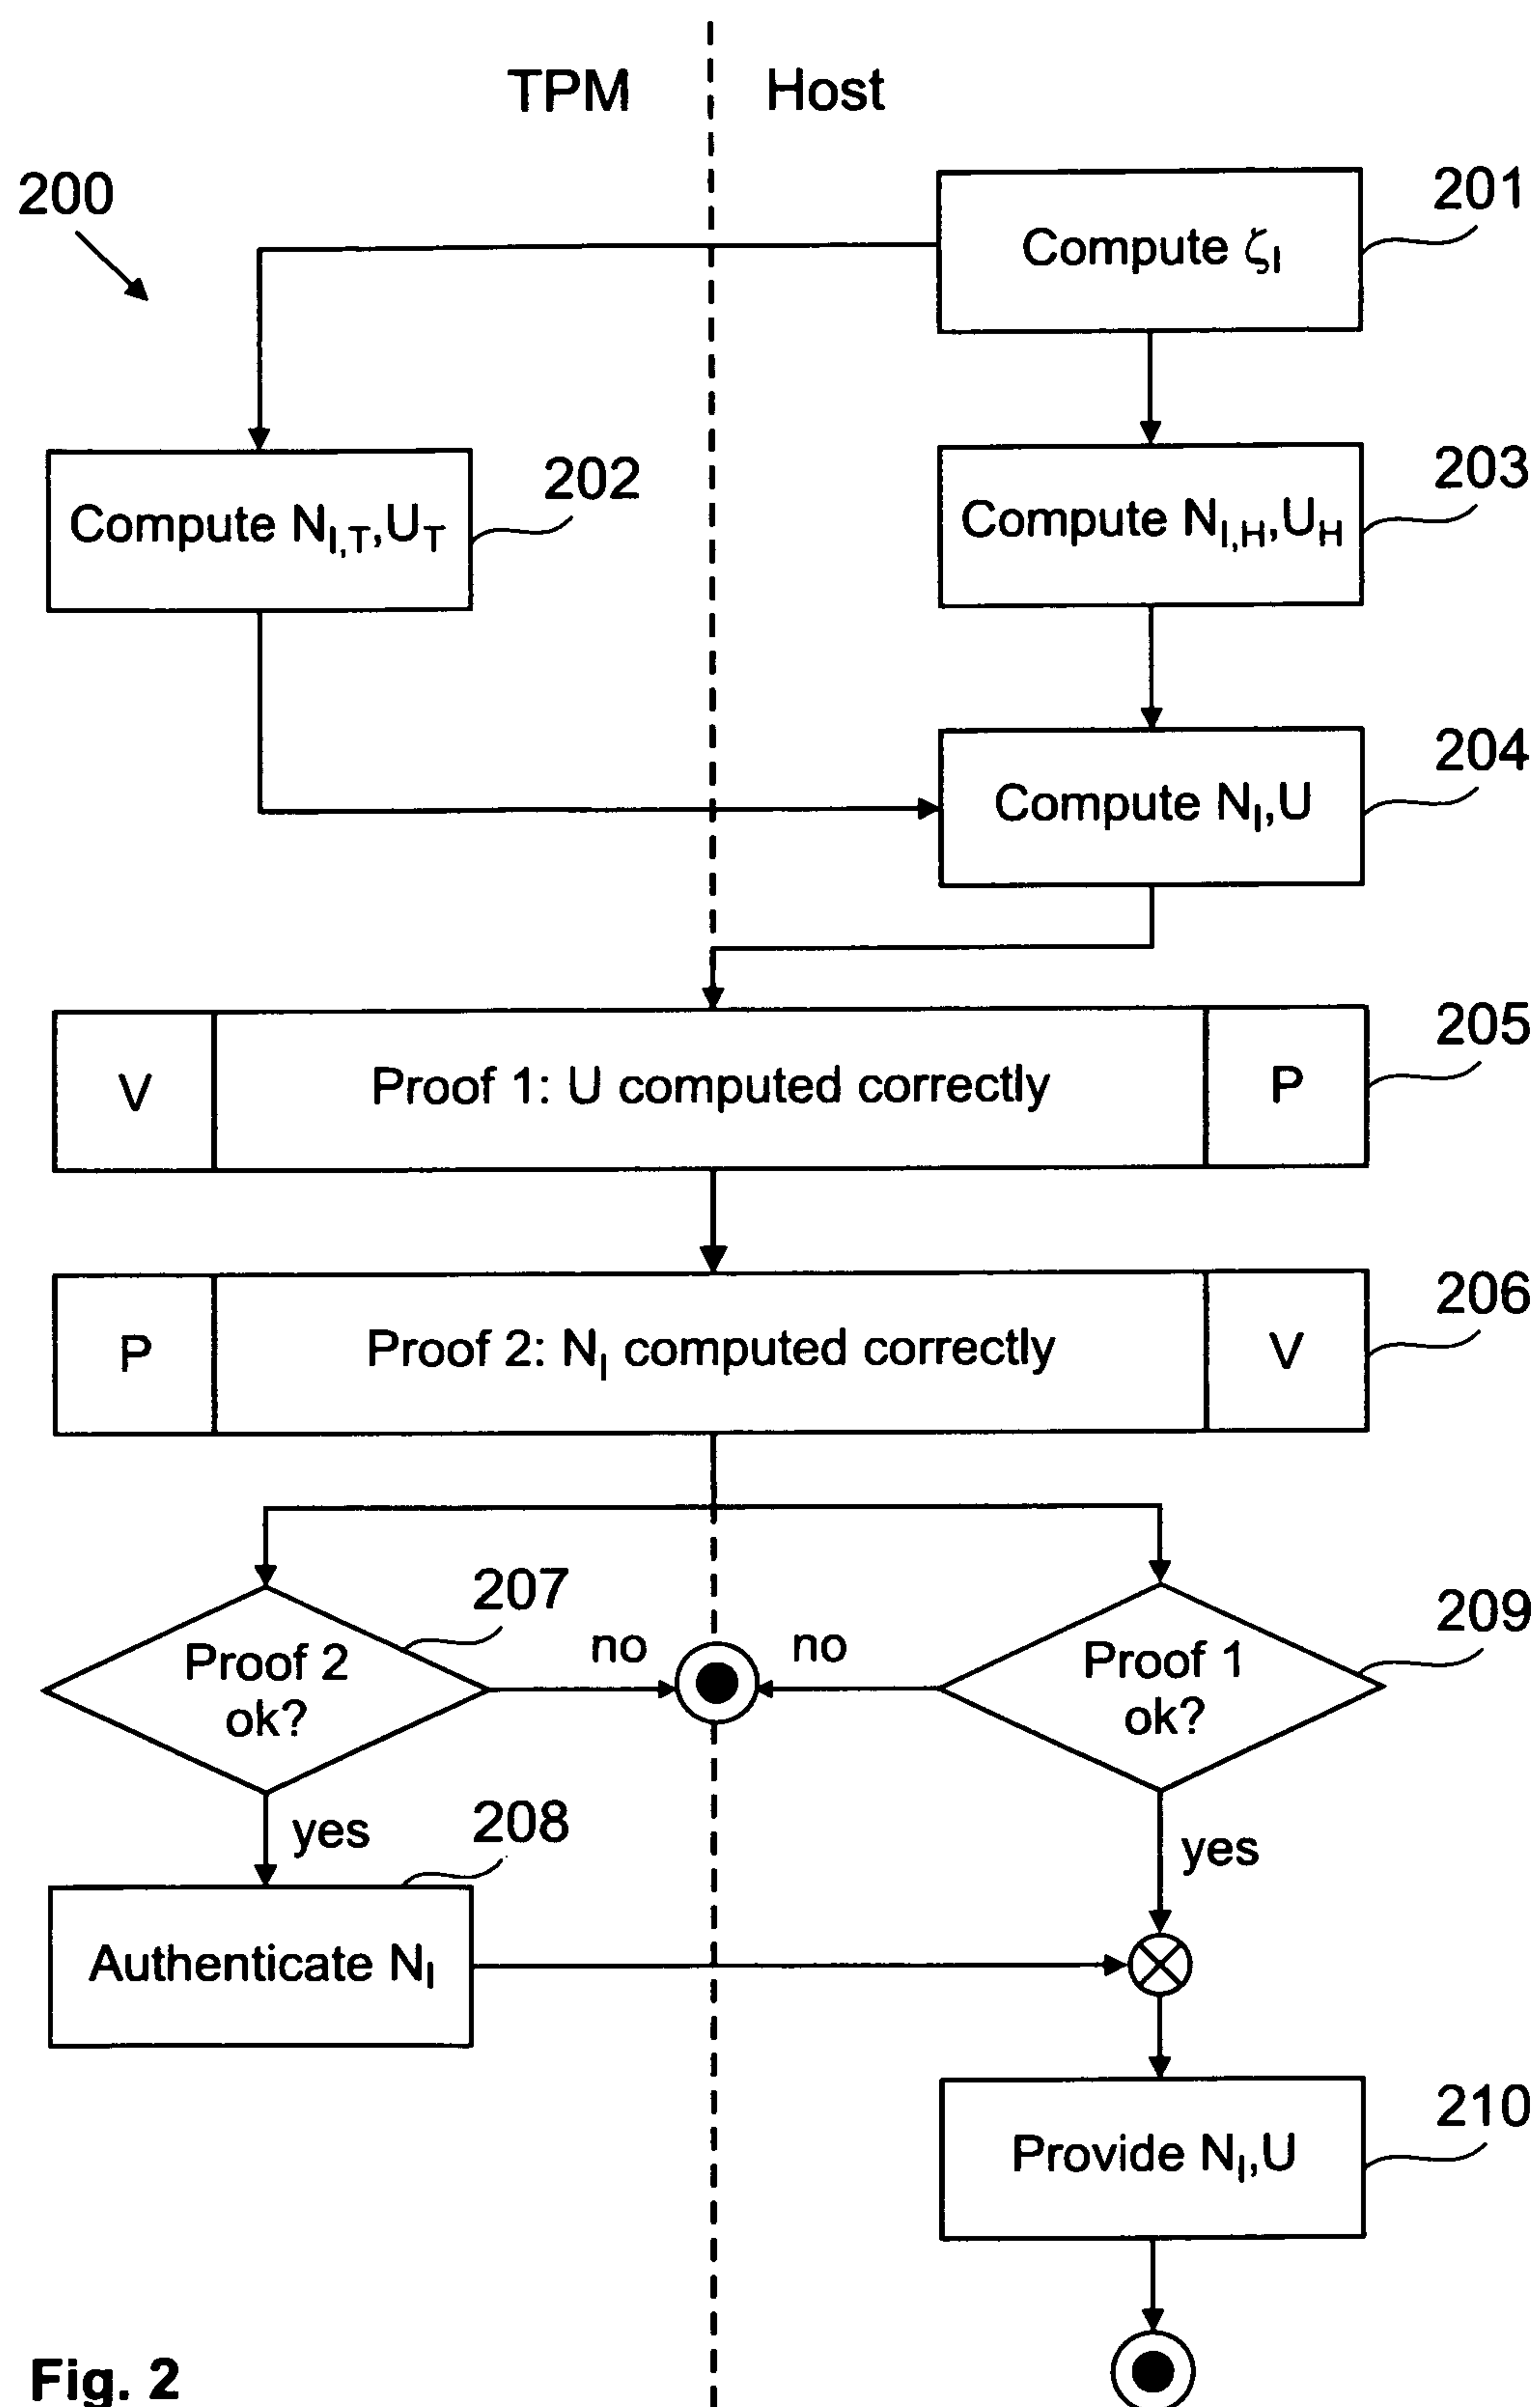 TPM Host
200
201
Compute ζI
202
203
Compute NI,T,UT
Compute NI,H,UH
204
Compute NI,U
205
V Proof 1: U computed correctly P
206
P Proof 2: NI computed correctly V
207
209
no no
Proof 2
ok?
Proof 1
ok?
yes
208
yes
Authenticate NI
210
Provide NI,U
Fig. 2